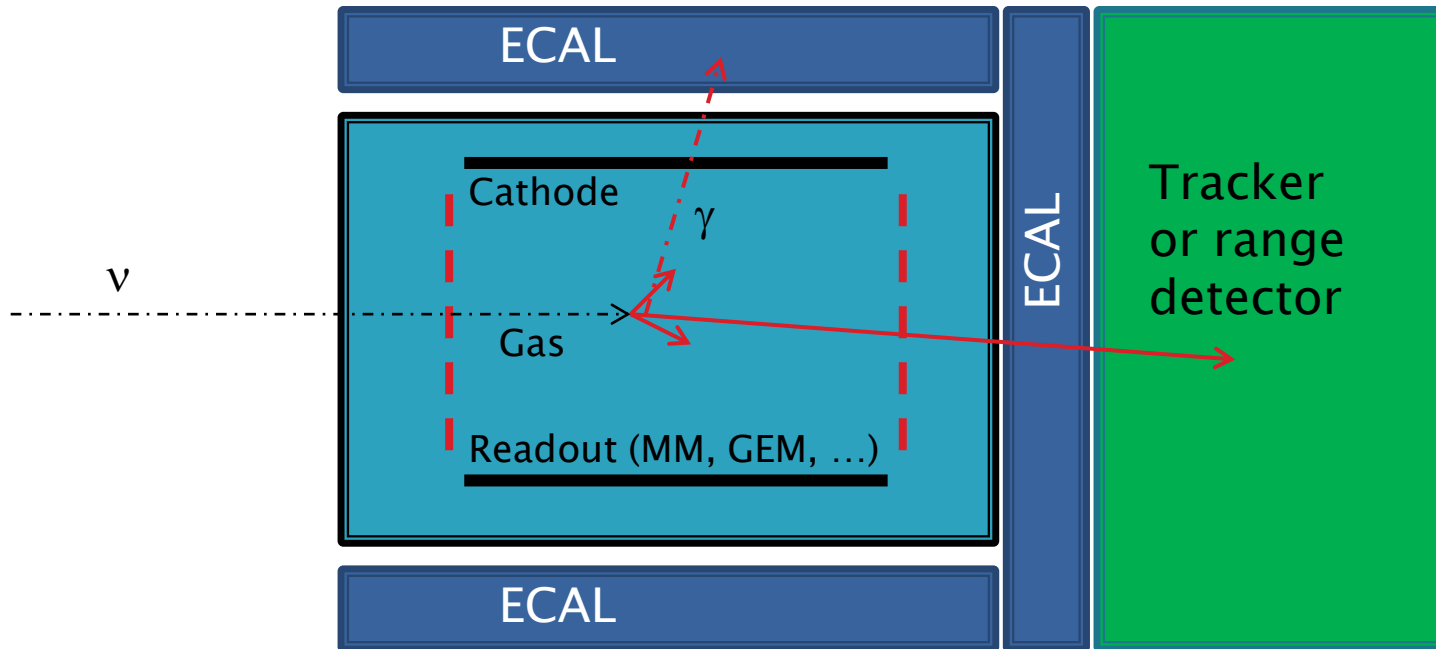 ECAL
Cathode
γ
ν
Gas
Readout (MM, GEM, …)
ECAL
ECAL
Tracker
or range
detector